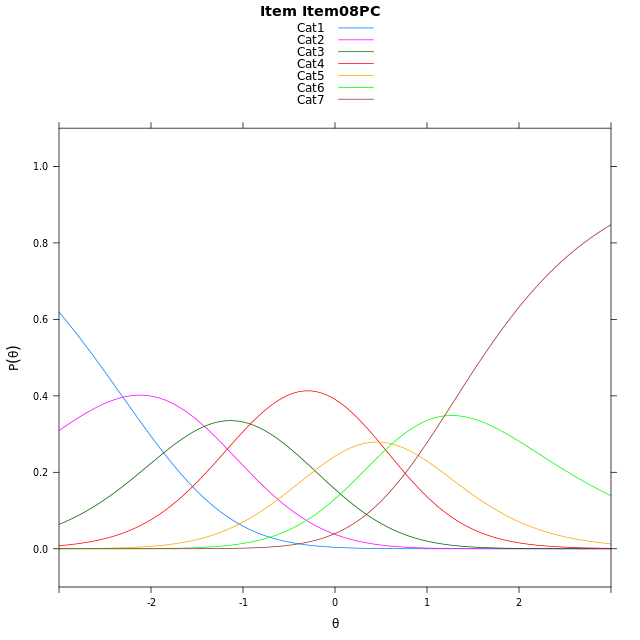 Item Item08PC
Cat1
Cat2
Cat3
Cat4
Cat5
Cat6
Cat7
1.0
0.8
0.6
0.4
0.2
0.0
P(θ)
-2 -1 0 1 2
θ